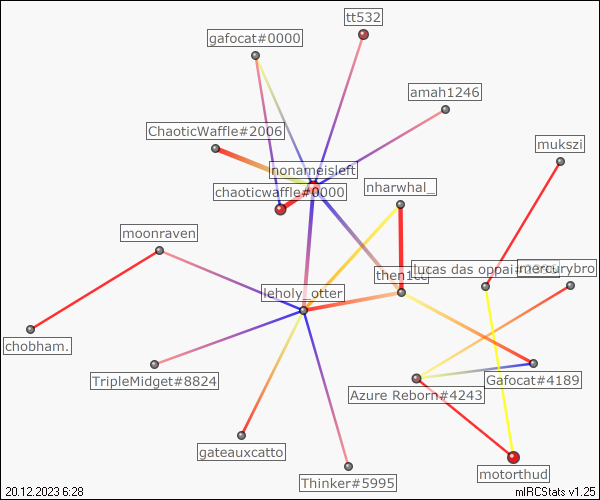 tt532
gafocat#0000
amah1246
ChaoticWaffle#2006
mukszi
nonameisleft
chaoticwaffle#0000
nharwhal_
moonraven
lucas das oppai
mercurybro
leholy_otter
chobham.
TripleMidget#8824
Azure Reborn#4243
Gafocat#4189
gateauxcatto
Thinker#5995
motorthud
20.12.2023 6:28
mIRCStats v1.25